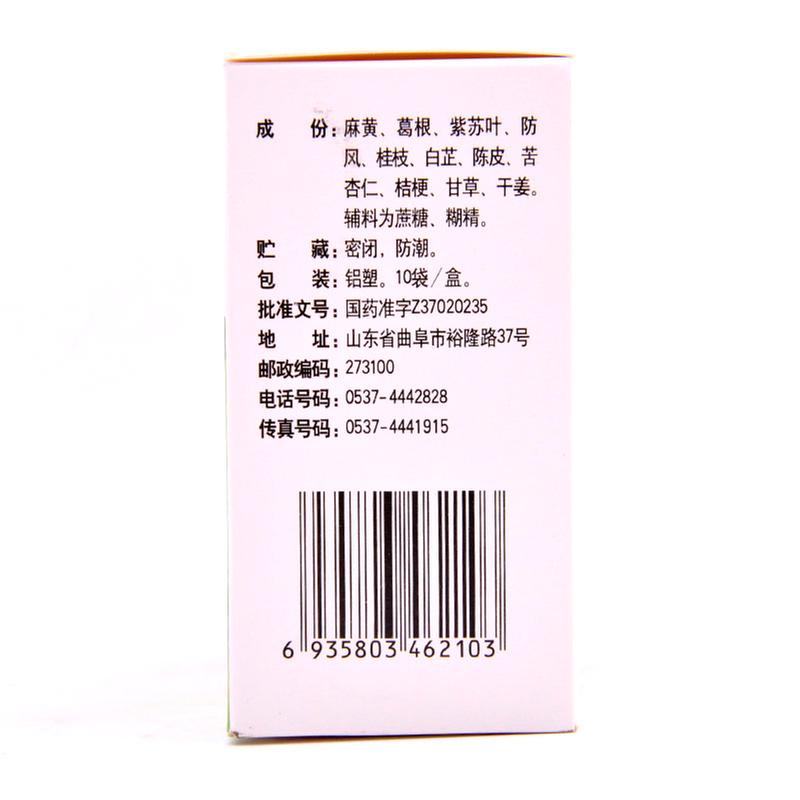 成　份：麻黄、葛根、紫苏叶、防
风、桂枝、白芷、陈皮、苦
杏仁、桔梗、甘草、干姜。
辅料为蔗糖、糊精。
贮　藏：密闭，防潮。
包　装：铝塑。10袋/盒。
批准文号：国药准字Z37020235
地　址：山东省曲阜市裕隆路37号
邮政编码：273100
电话号码：0537-4442828
传真号码：0537-4441915
6 935803 462103